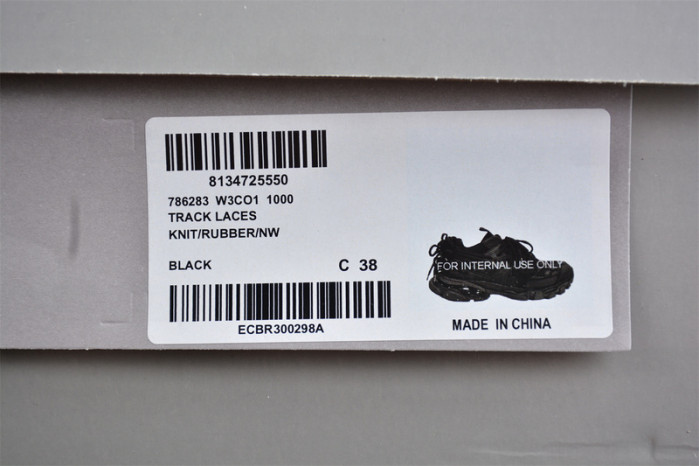 8134725550
786283 W3CO1 1000
TRACK LACES
KNIT/RUBBER/NW
BLACK C 38
ECBR300298A
FOR INTERNAL USE ONLY
MADE IN CHINA